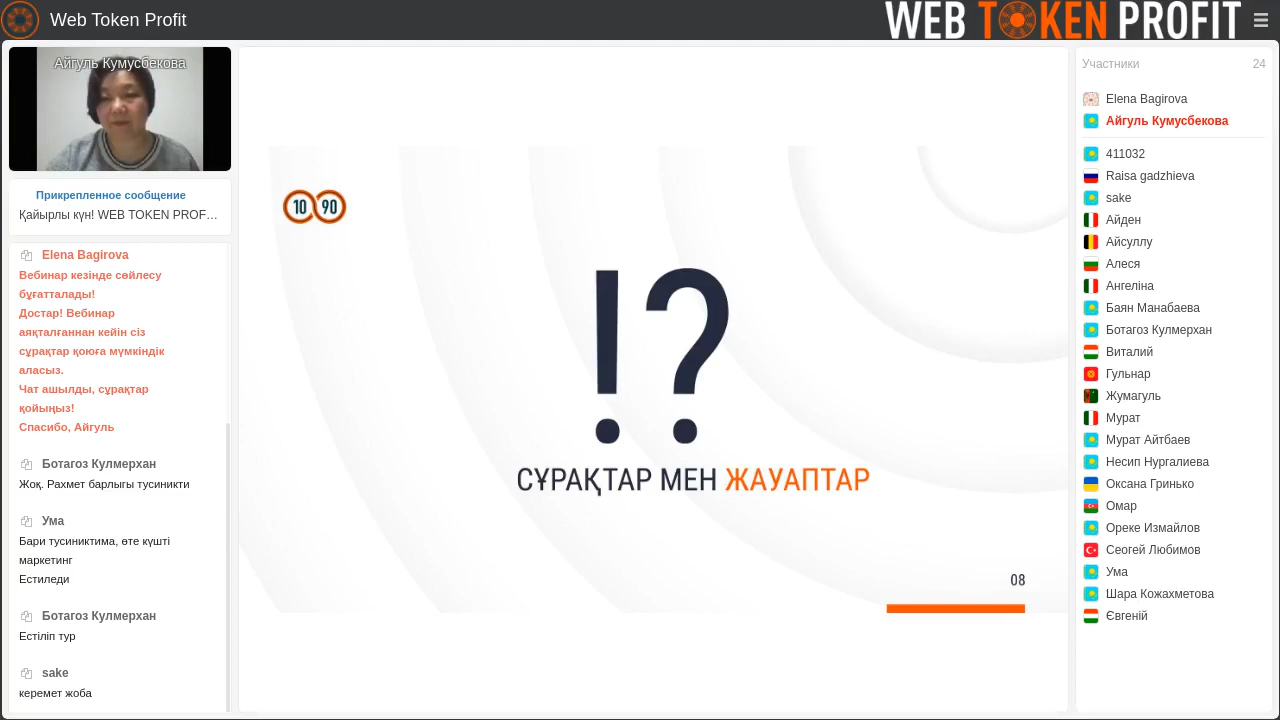 Web Token Profit
WEB TOKEN PROFIT
Айгуль Кумусбекова
Прикрепленное сообщение
Қайырлы күн! WEB TOKEN PROF…
Elena Bagirova
Вебинар кезінде сөйлесу
бұғатталады!
Достар! Вебинар
аяқталғаннан кейін сіз
сұрақтар қоюға мүмкіндік
аласыз.
Чат ашылды, сұрақтар
қойыңыз!
Спасибо, Айгуль
Ботагоз Кулмерхан
Жоқ. Рахмет барлыгы тусиникти
Ума
Бари тусиниктима, өте күшті
маркетинг
Естиледи
Ботагоз Кулмерхан
Естіліп тур
sake
керемет жоба
10 90
!?
СҰРАҚТАР МЕН ЖАУАПТАР
08
Участники 24
Elena Bagirova
Айгуль Кумусбекова
411032
Raisa gadzhieva
sake
Айден
Айсуллу
Алеся
Ангеліна
Баян Манабаева
Ботагоз Кулмерхан
Виталий
Гульнар
Жумагуль
Мурат
Мурат Айтбаев
Несип Нургалиева
Оксана Гринько
Омар
Ореке Измайлов
Сеогей Любимов
Ума
Шара Кожахметова
Євгеній